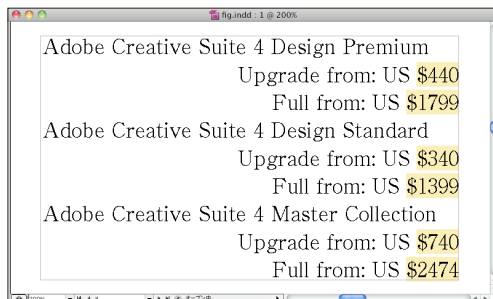 fig.indd : 1 @ 200%
Adobe Creative Suite 4 Design Premium
Upgrade from: US $440
Full from: US $1799
Adobe Creative Suite 4 Design Standard
Upgrade from: US $340
Full from: US $1399
Adobe Creative Suite 4 Master Collection
Upgrade from: US $740
Full from: US $2474
200%